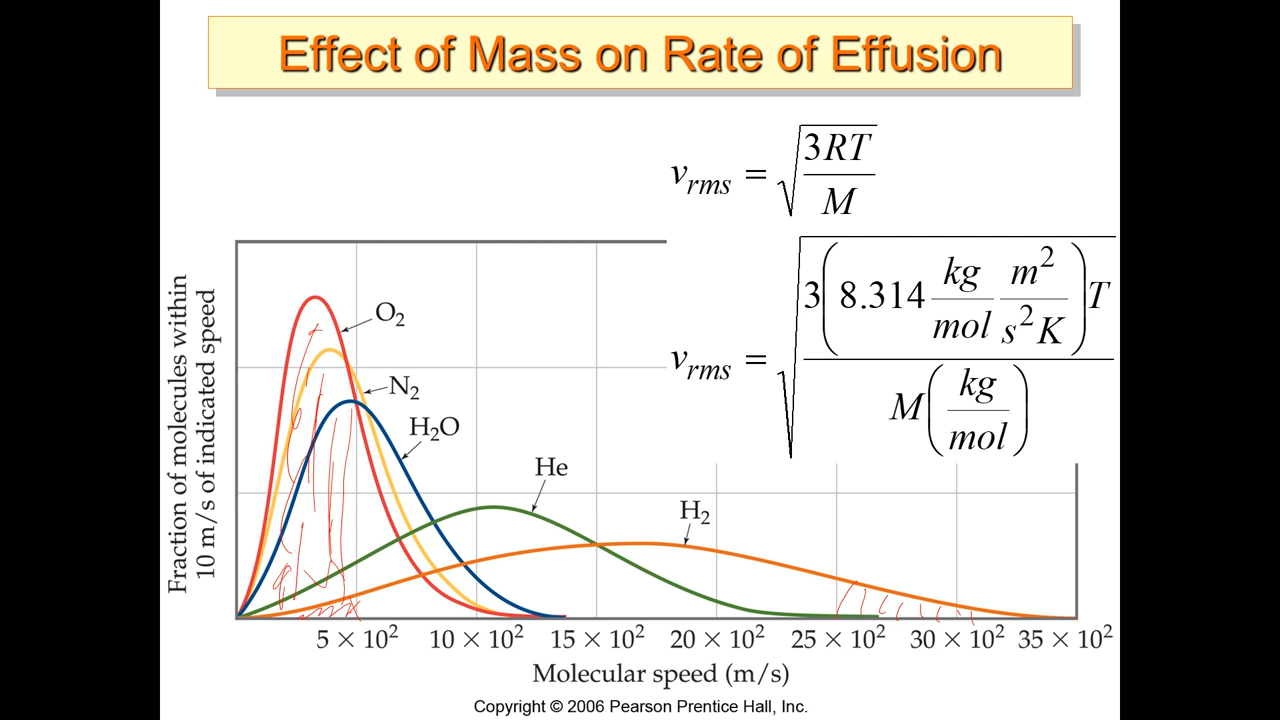 Effect of Mass on Rate of Effusion
v_rms = √(3RT / M)
v_rms = √(3(8.314 kg/mol m²/s²K)T / M(kg/mol))
Fraction of molecules within
10 m/s of indicated speed
O₂
N₂
H₂O
He
H₂
5 × 10² 10 × 10² 15 × 10² 20 × 10² 25 × 10² 30 × 10² 35 × 10²
Molecular speed (m/s)
Copyright © 2006 Pearson Prentice Hall, Inc.